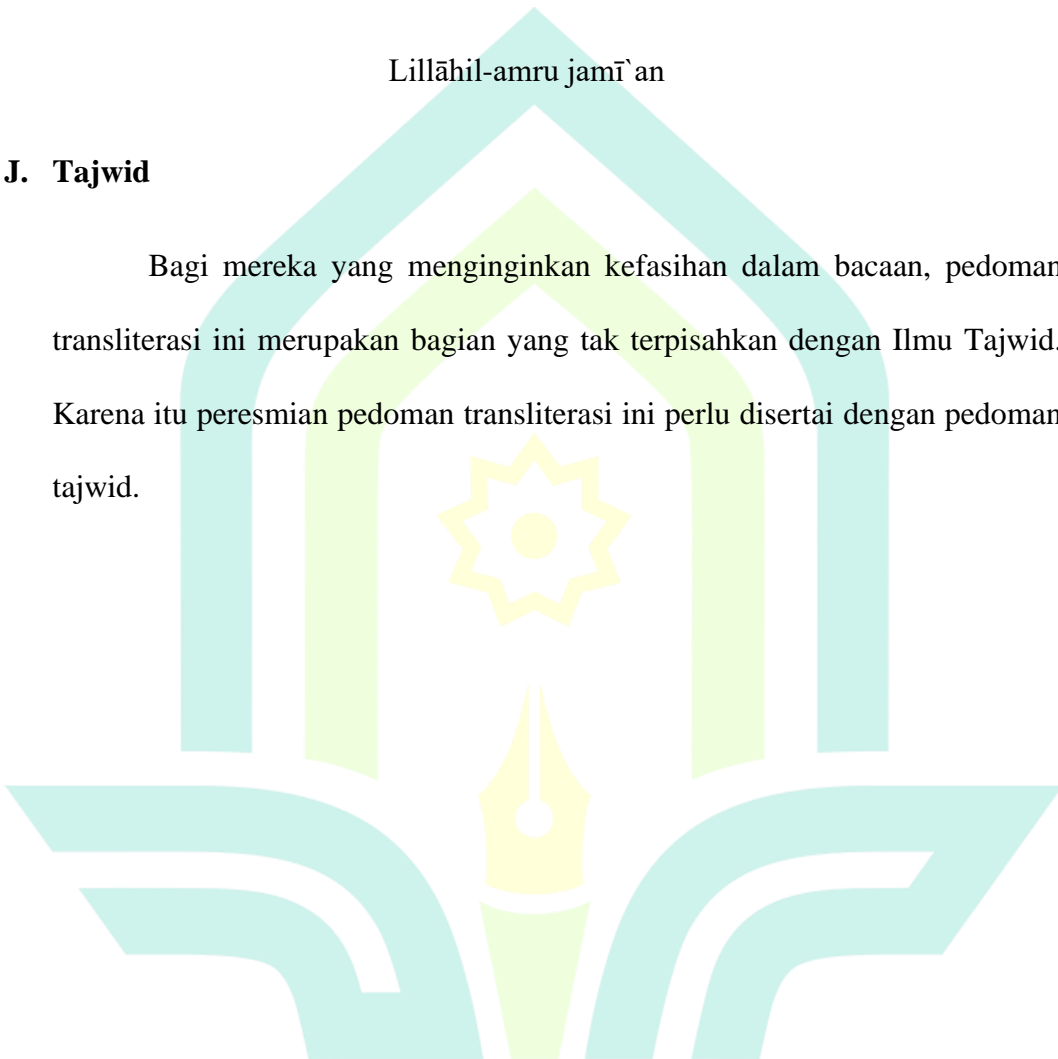 Lillāhil-amru jamī`an
J. Tajwid
Bagi mereka yang menginginkan kefasihan dalam bacaan, pedoman
transliterasi ini merupakan bagian yang tak terpisahkan dengan Ilmu Tajwid.
Karena itu peresmian pedoman transliterasi ini perlu disertai dengan pedoman
tajwid.